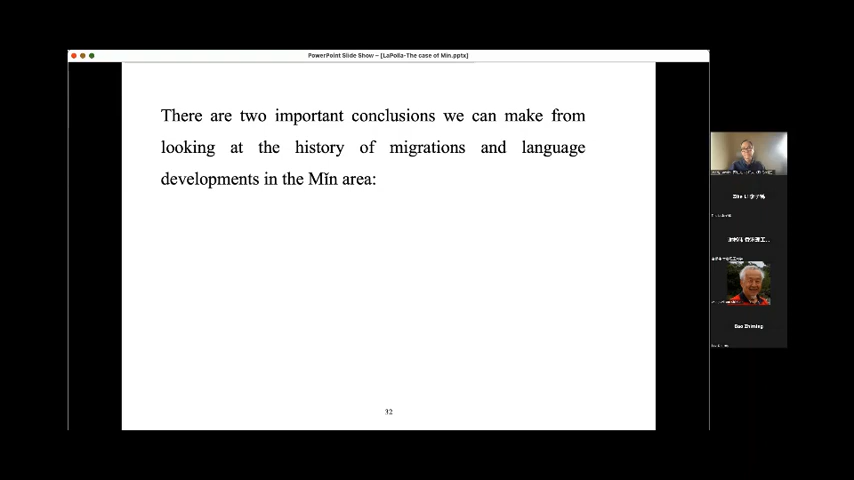 PowerPoint Slide Show – [LaPolla-The case of Min.pptx]
There are two important conclusions we can make from
looking at the history of migrations and language
developments in the Mǐn area:
32
Bao Zhiming